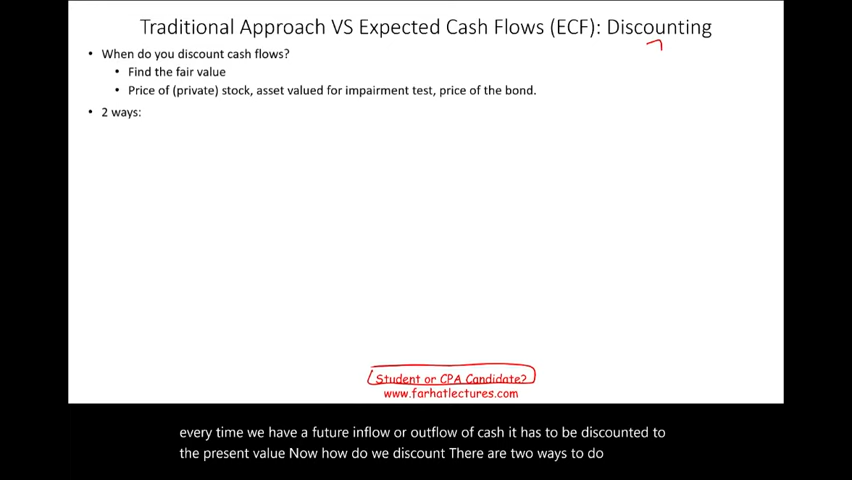 Traditional Approach VS Expected Cash Flows (ECF): Discounting
• When do you discount cash flows?
• Find the fair value
• Price of (private) stock, asset valued for impairment test, price of the bond.
• 2 ways:
Student or CPA Candidate?
www.farhatlectures.com
every time we have a future inflow or outflow of cash it has to be discounted to
the present value Now how do we discount There are two ways to do